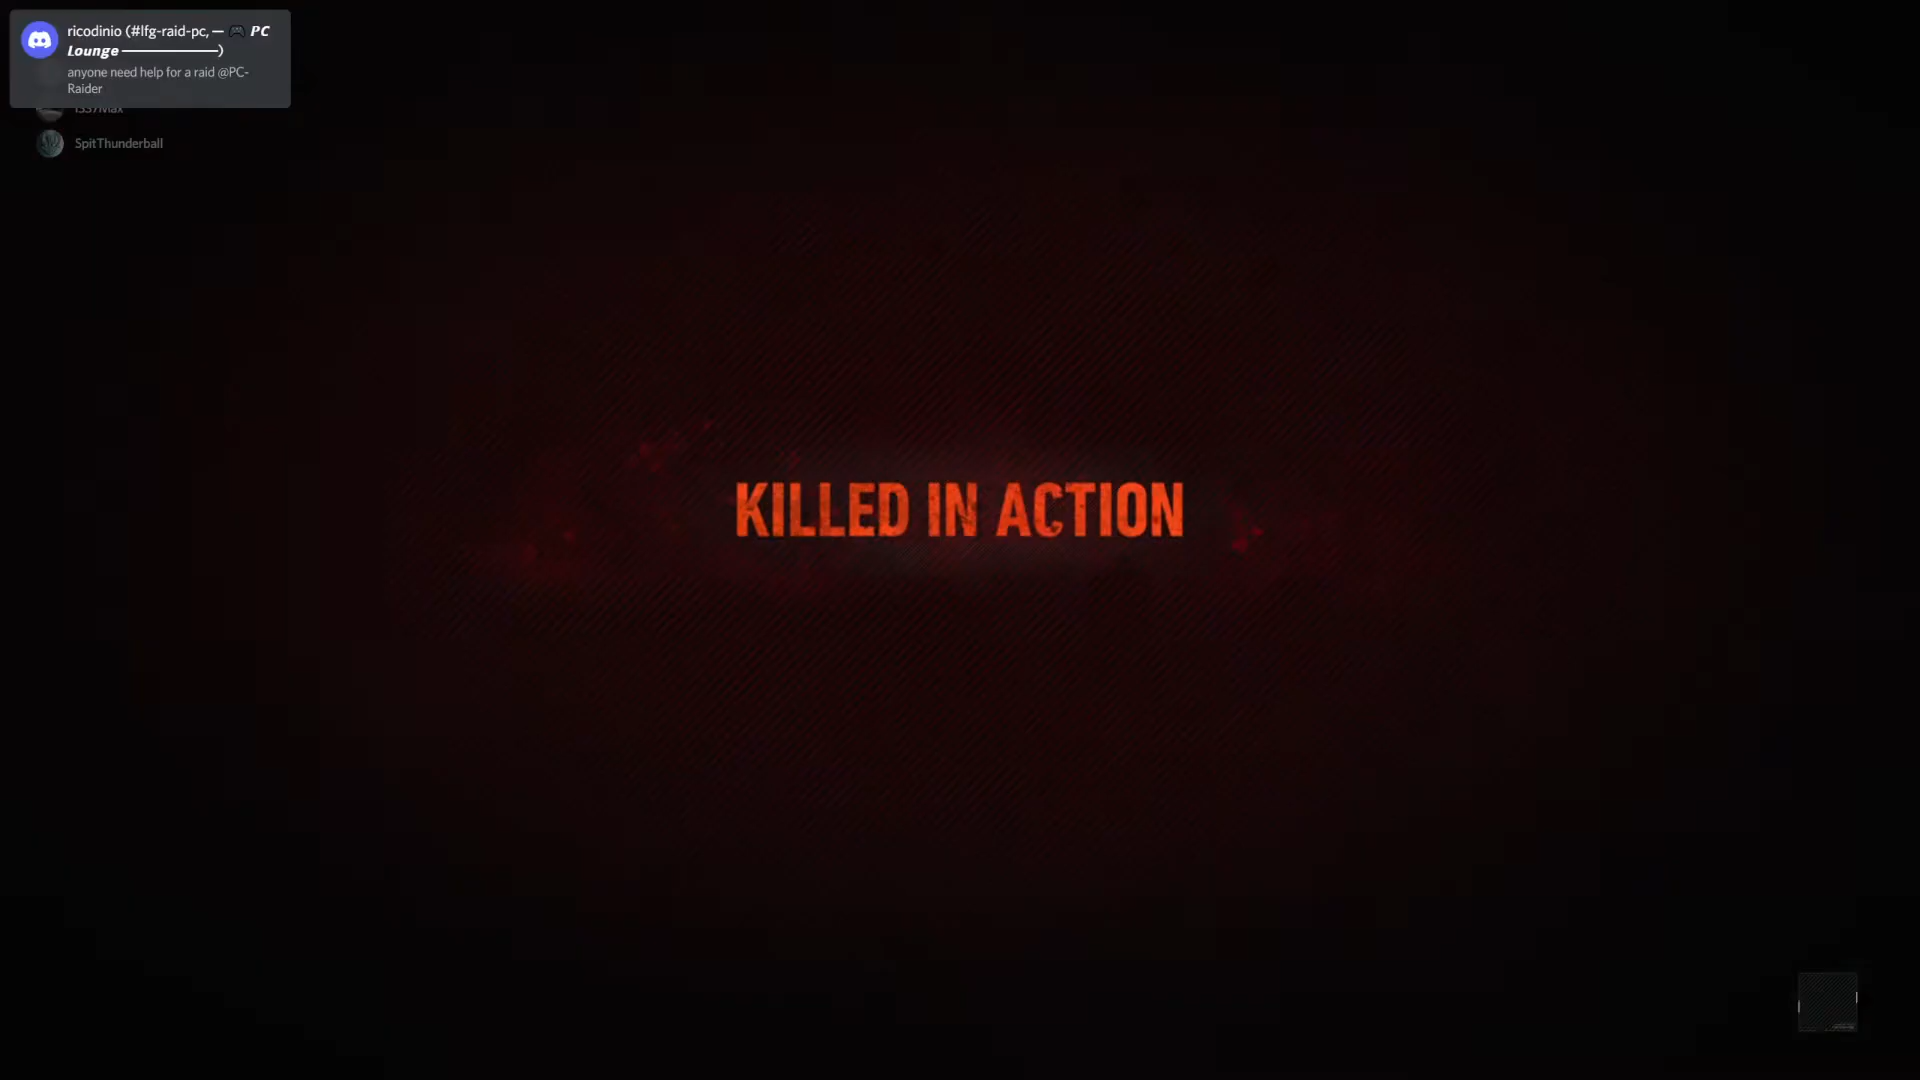 ricodinio (#lfg-raid-pc, — 🎮 PC
Lounge ————————)
anyone need help for a raid @PC-
Raider
SpitThunderball
KILLED IN ACTION